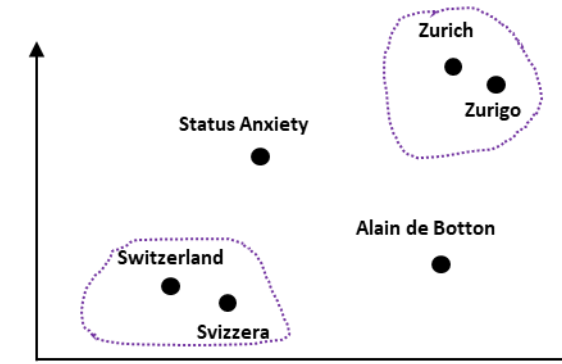 Zurich
Zurigo
Status Anxiety
Alain de Botton
Switzerland
Svizzera